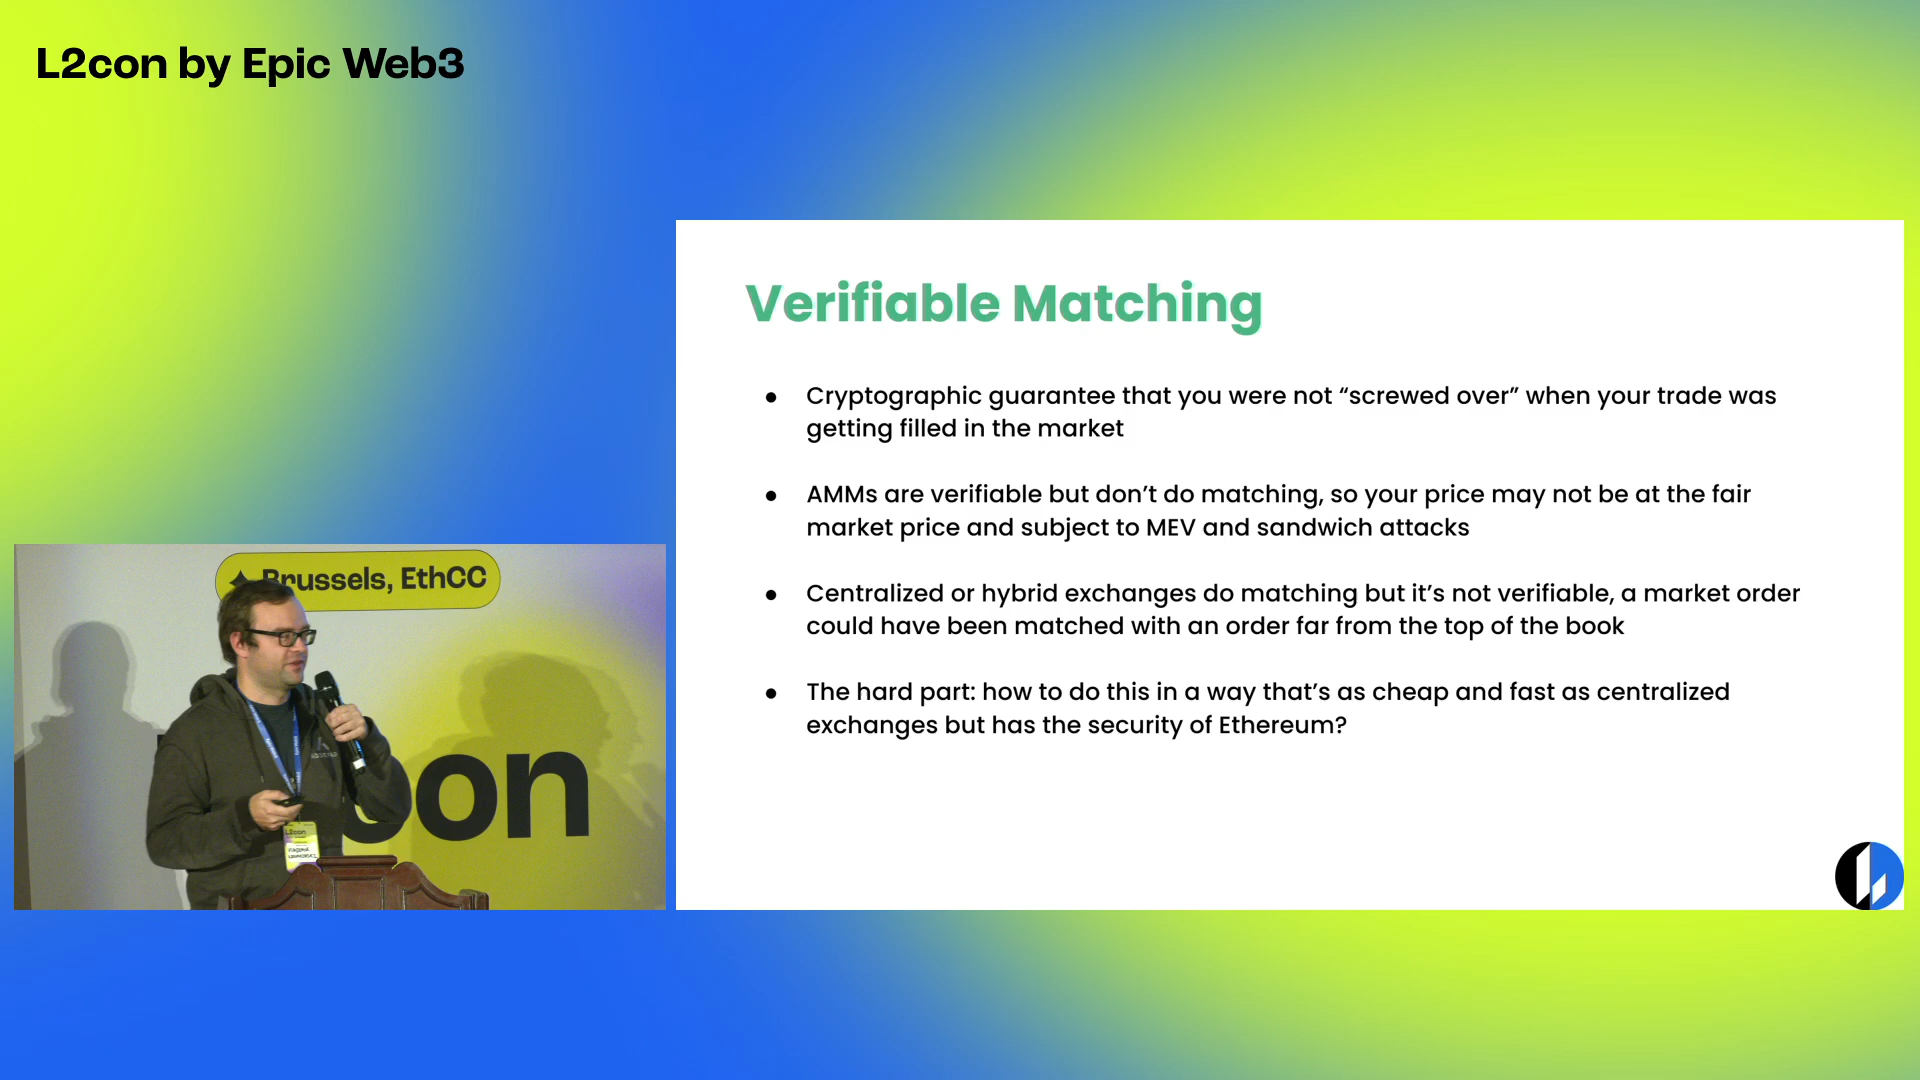 L2con by Epic Web3
Verifiable Matching
● Cryptographic guarantee that you were not “screwed over” when your trade was
getting filled in the market
● AMMs are verifiable but don’t do matching, so your price may not be at the fair
market price and subject to MEV and sandwich attacks
● Centralized or hybrid exchanges do matching but it’s not verifiable, a market order
could have been matched with an order far from the top of the book
● The hard part: how to do this in a way that’s as cheap and fast as centralized
exchanges but has the security of Ethereum?
Brussels, EthCC
con
L2con